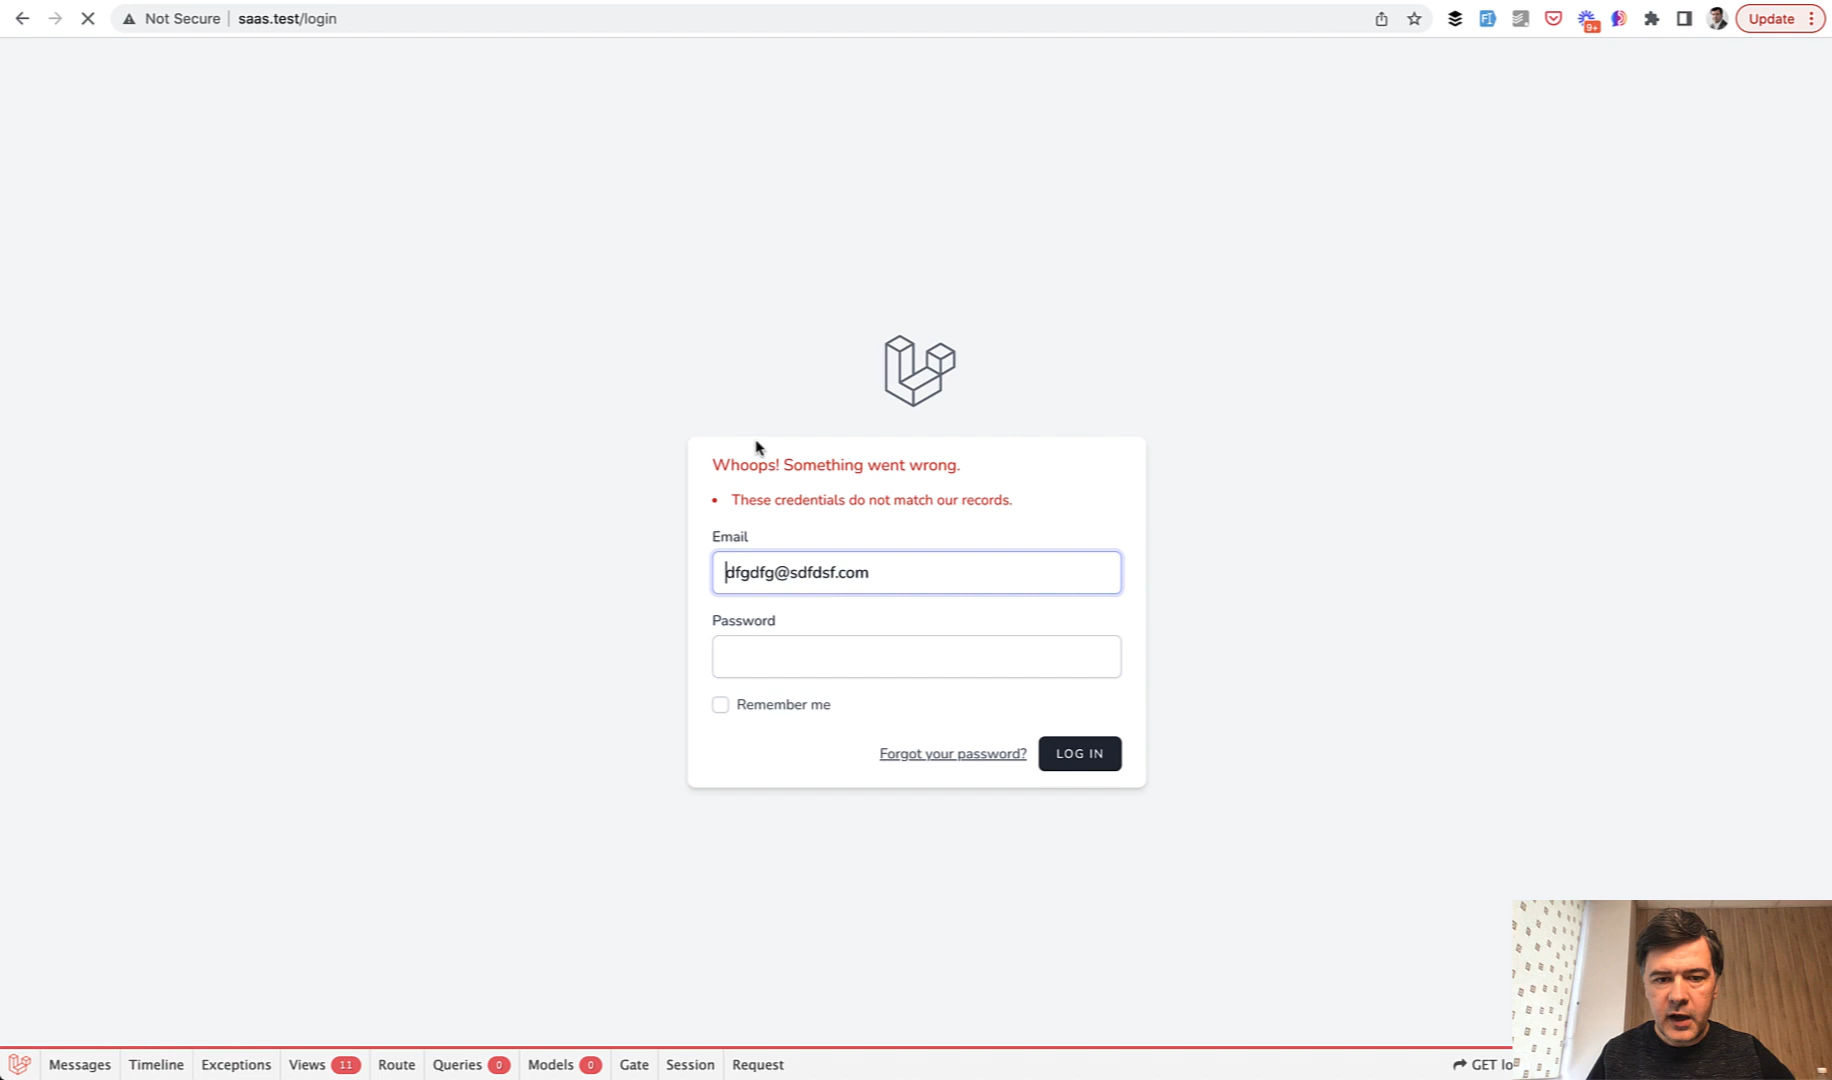 Not Secure saas.test/login
9+
Update
Whoops! Something went wrong.
• These credentials do not match our records.
Email
dfgdfg@sdfdsf.com
Password
Remember me
Forgot your password? LOG IN
Messages Timeline Exceptions Views 11 Route Queries 0 Models 0 Gate Session Request GET lo